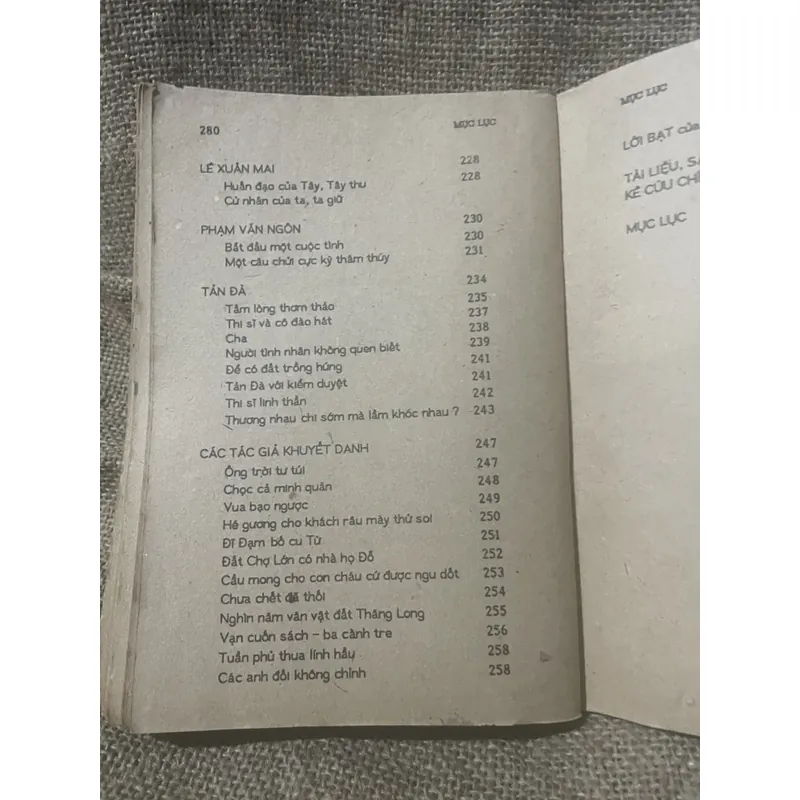 280 MỤC LỤC
LÊ XUÂN MAI 228
Huấn đạo của Tây, Tây thu 228
Cử nhân của ta, ta giữ
PHẠM VĂN NGÔN 230
Bắt đầu một cuộc tình 230
Một câu chửi cực kỳ thâm thúy 231
TẢN ĐÀ 234
Tấm lòng thơm thảo 235
Thi sĩ và cô đào hát 237
Cha 238
Người tình nhân không quen biết 239
Để có đất trồng húng 241
Tản Đà với kiểm duyệt 241
Thi sĩ linh thần 242
Thương nhau chi sớm mà lầm khóc nhau ? 243
CÁC TÁC GIẢ KHUYẾT DANH 247
Ông trời tư túi 247
Chọc cả minh quân 248
Vua bạo ngược 249
Hé gương cho khách râu mày thử soi 250
Đĩ Đạm bồ cu Từ 251
Đất Chợ Lớn có nhà họ Đỗ 252
Cầu mong cho con cháu cứ được ngu dốt 253
Chưa chết đã thối 254
Nghìn năm văn vật đất Thăng Long 255
Vạn cuốn sách – ba cành tre 256
Tuần phủ thua lính hầu 258
Các anh đối không chỉnh 258
MỤC LỤC
LỜI BẠT của
TÀI LIỆU,
KÊ CỨU
MỤC LỤC